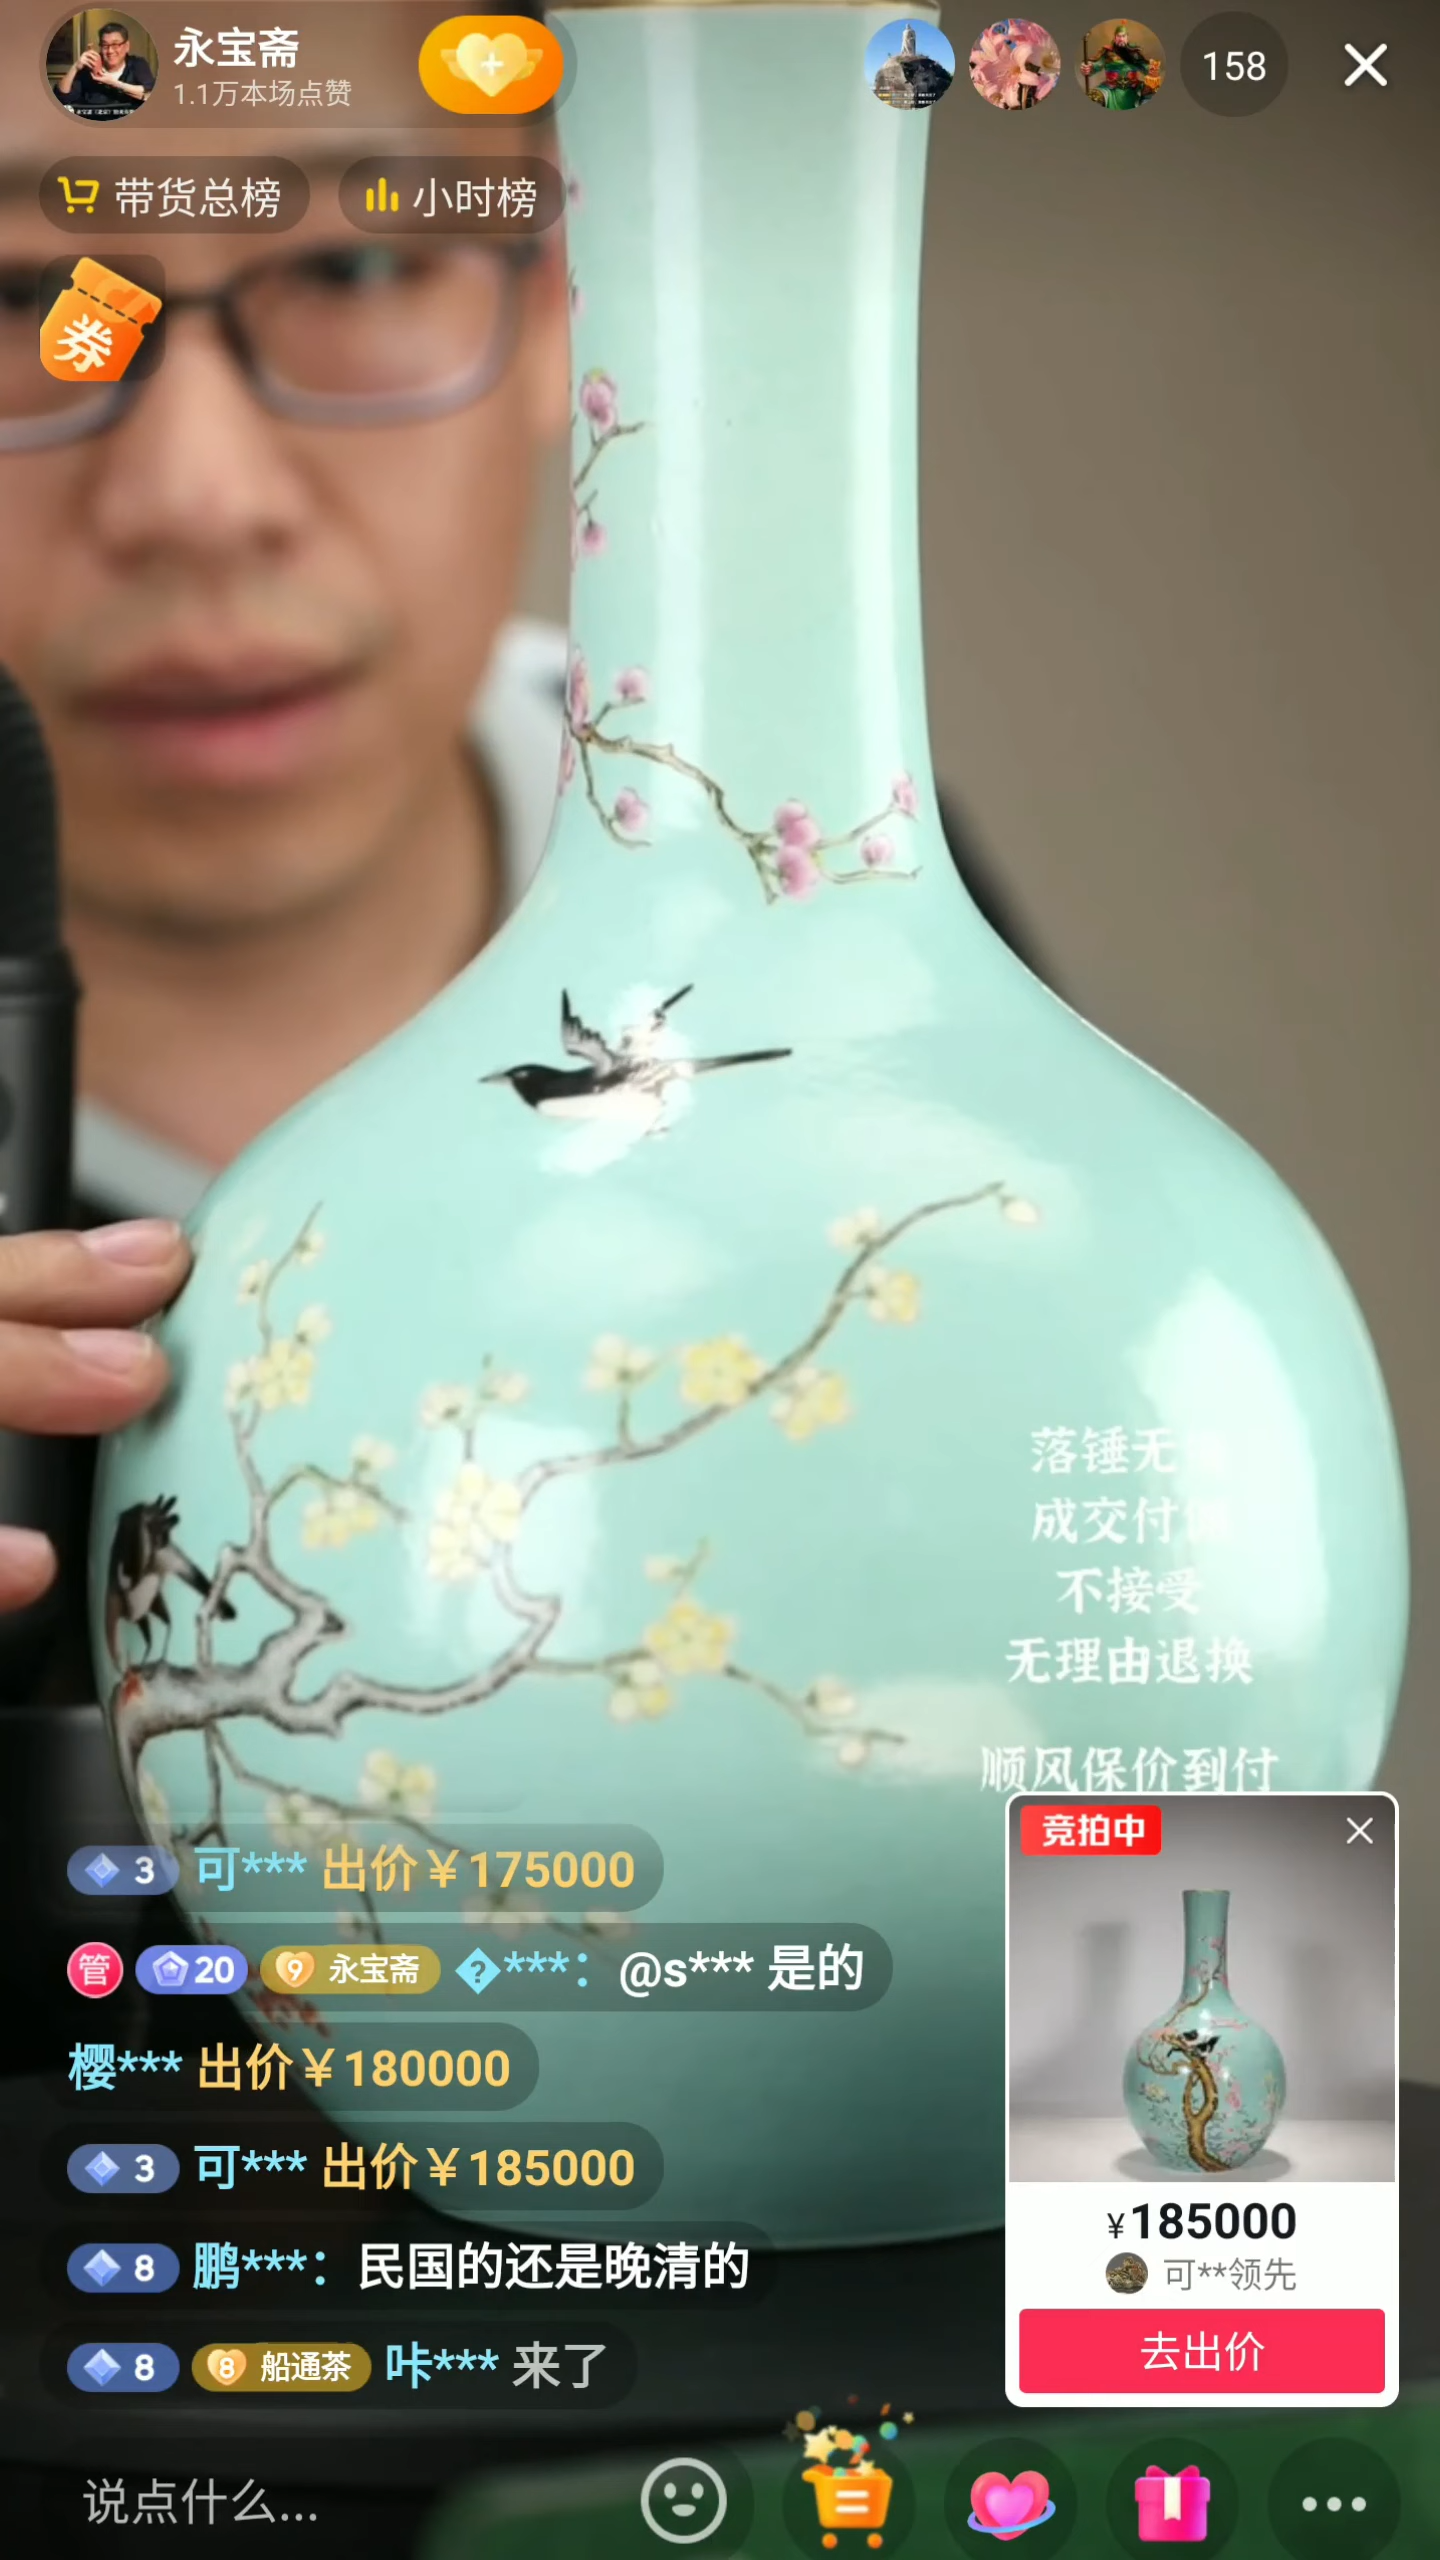 永宝斋
1.1万本场点赞
158
带货总榜
小时榜
券
落锤无
成交付
不接受
无理由退换
顺风保价到付
竞拍中
3 可*** 出价¥175000
管 20 9 永宝斋 �***： @s*** 是的
樱*** 出价¥180000
3 可*** 出价¥185000
8 鹏***： 民国的还是晚清的
8 8 船通茶 咔*** 来了
¥185000
可**领先
去出价
说点什么...